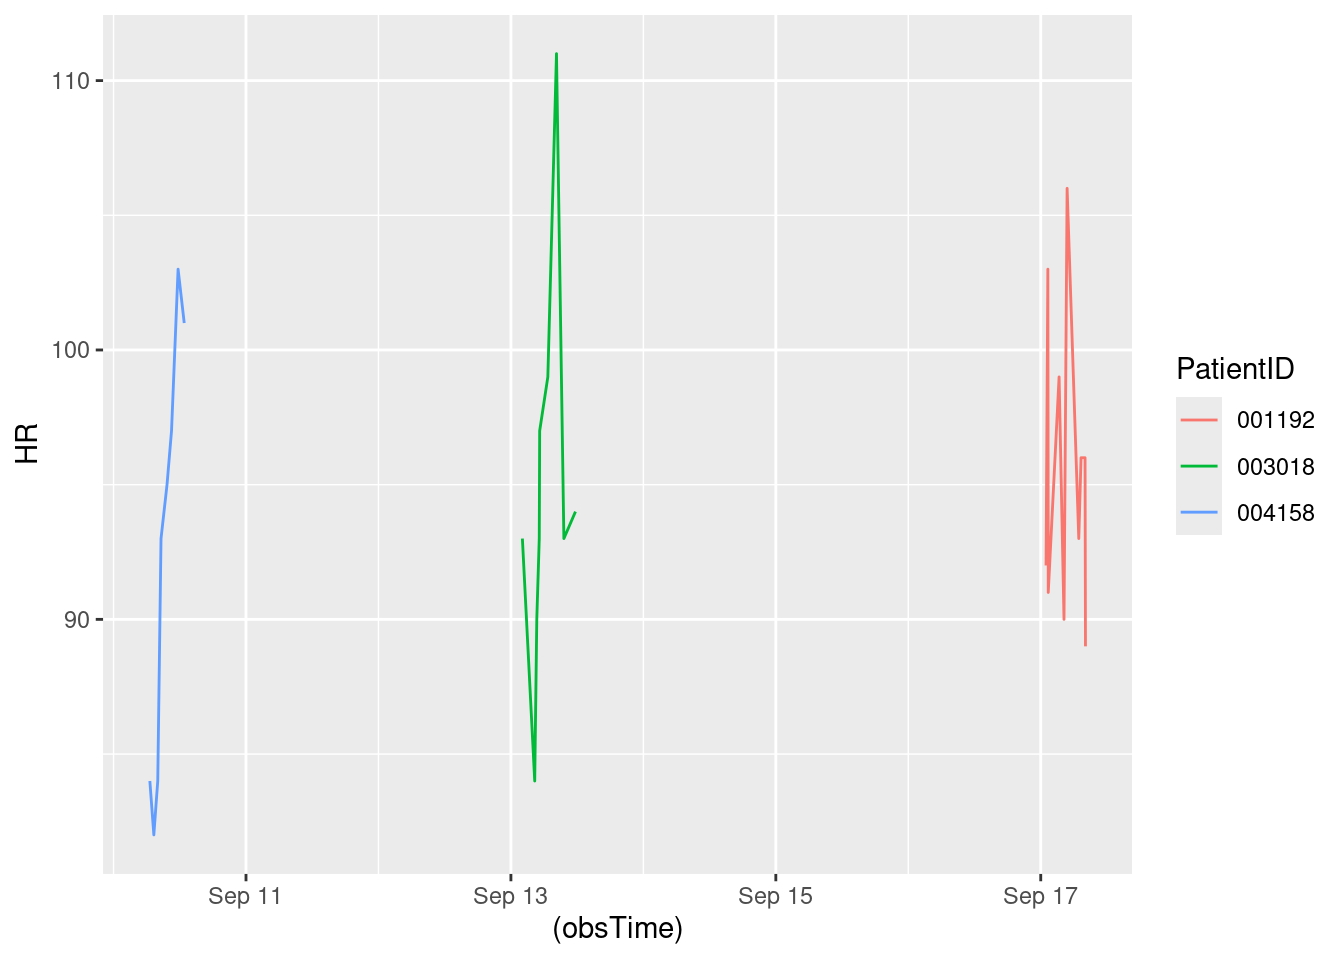 110
100
90
HR
Sep 11
Sep 13
Sep 15
Sep 17
(obsTime)
PatientID
001192
003018
004158